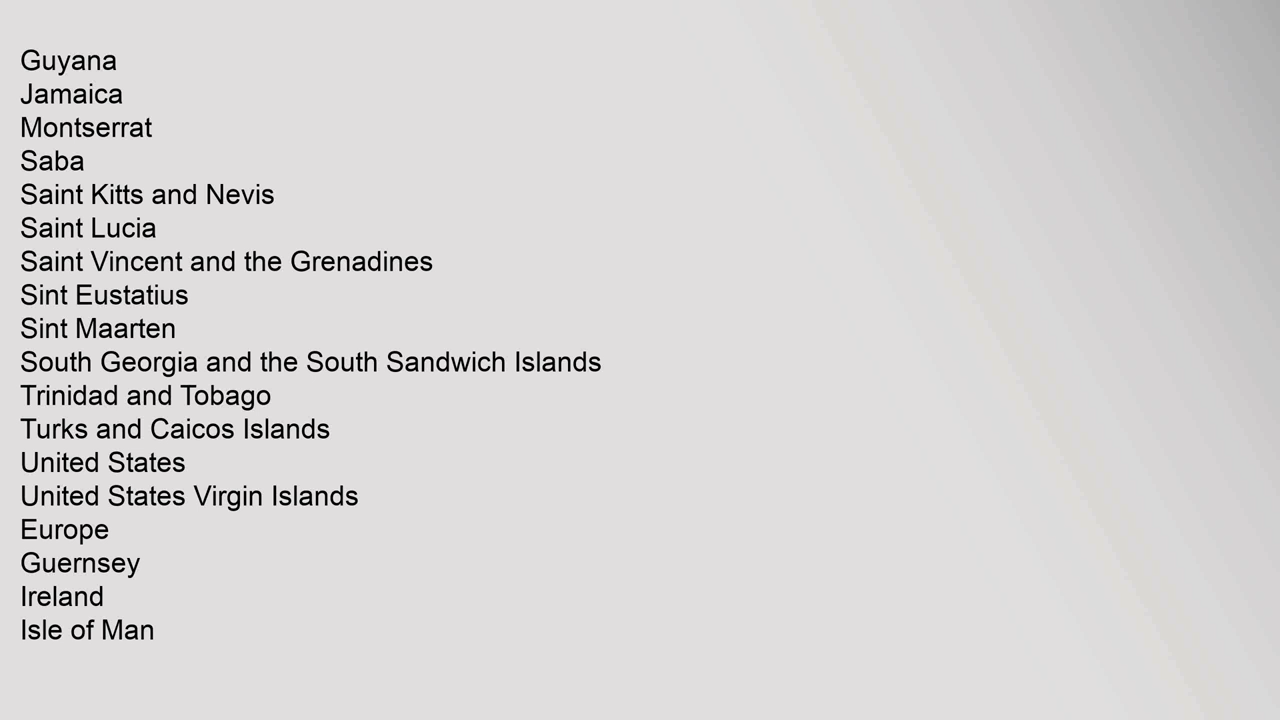 Guyana
Jamaica
Montserrat
Saba
Saint Kitts and Nevis
Saint Lucia
Saint Vincent and the Grenadines
Sint Eustatius
Sint Maarten
South Georgia and the South Sandwich Islands
Trinidad and Tobago
Turks and Caicos Islands
United States
United States Virgin Islands
Europe
Guernsey
Ireland
Isle of Man